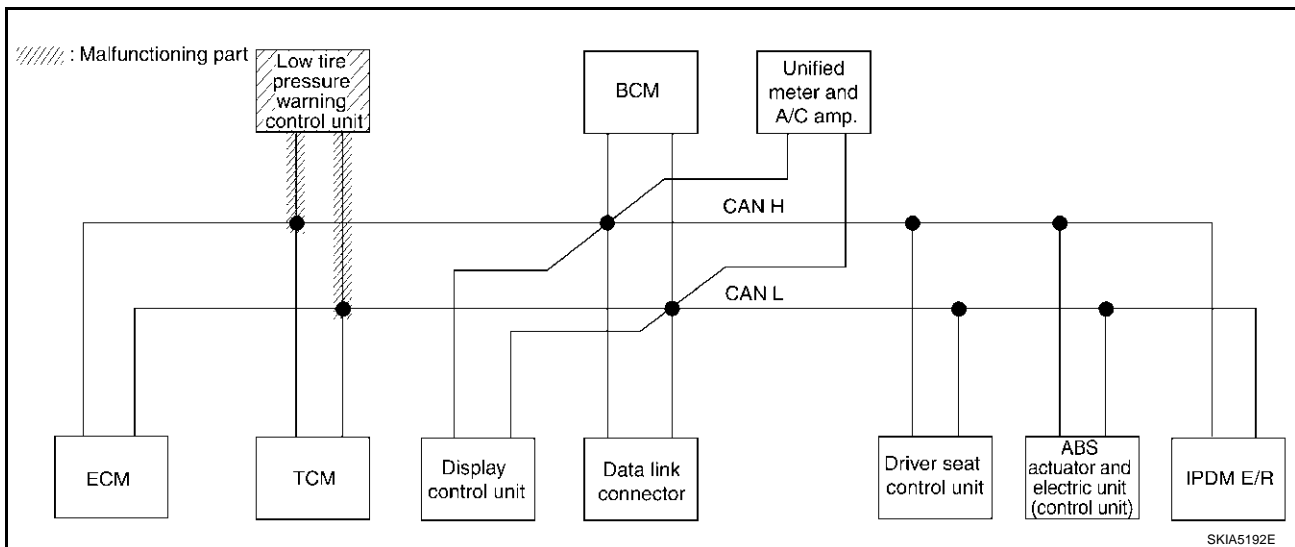 : Malfunctioning part
Low tire
pressure
warning
control unit
BCM
Unified
meter and
A/C amp.
CAN H
CAN L
ECM
TCM
Display
control unit
Data link
connector
Driver seat
control unit
ABS
actuator and
electric unit
(control unit)
IPDM E/R
SKIA5192E